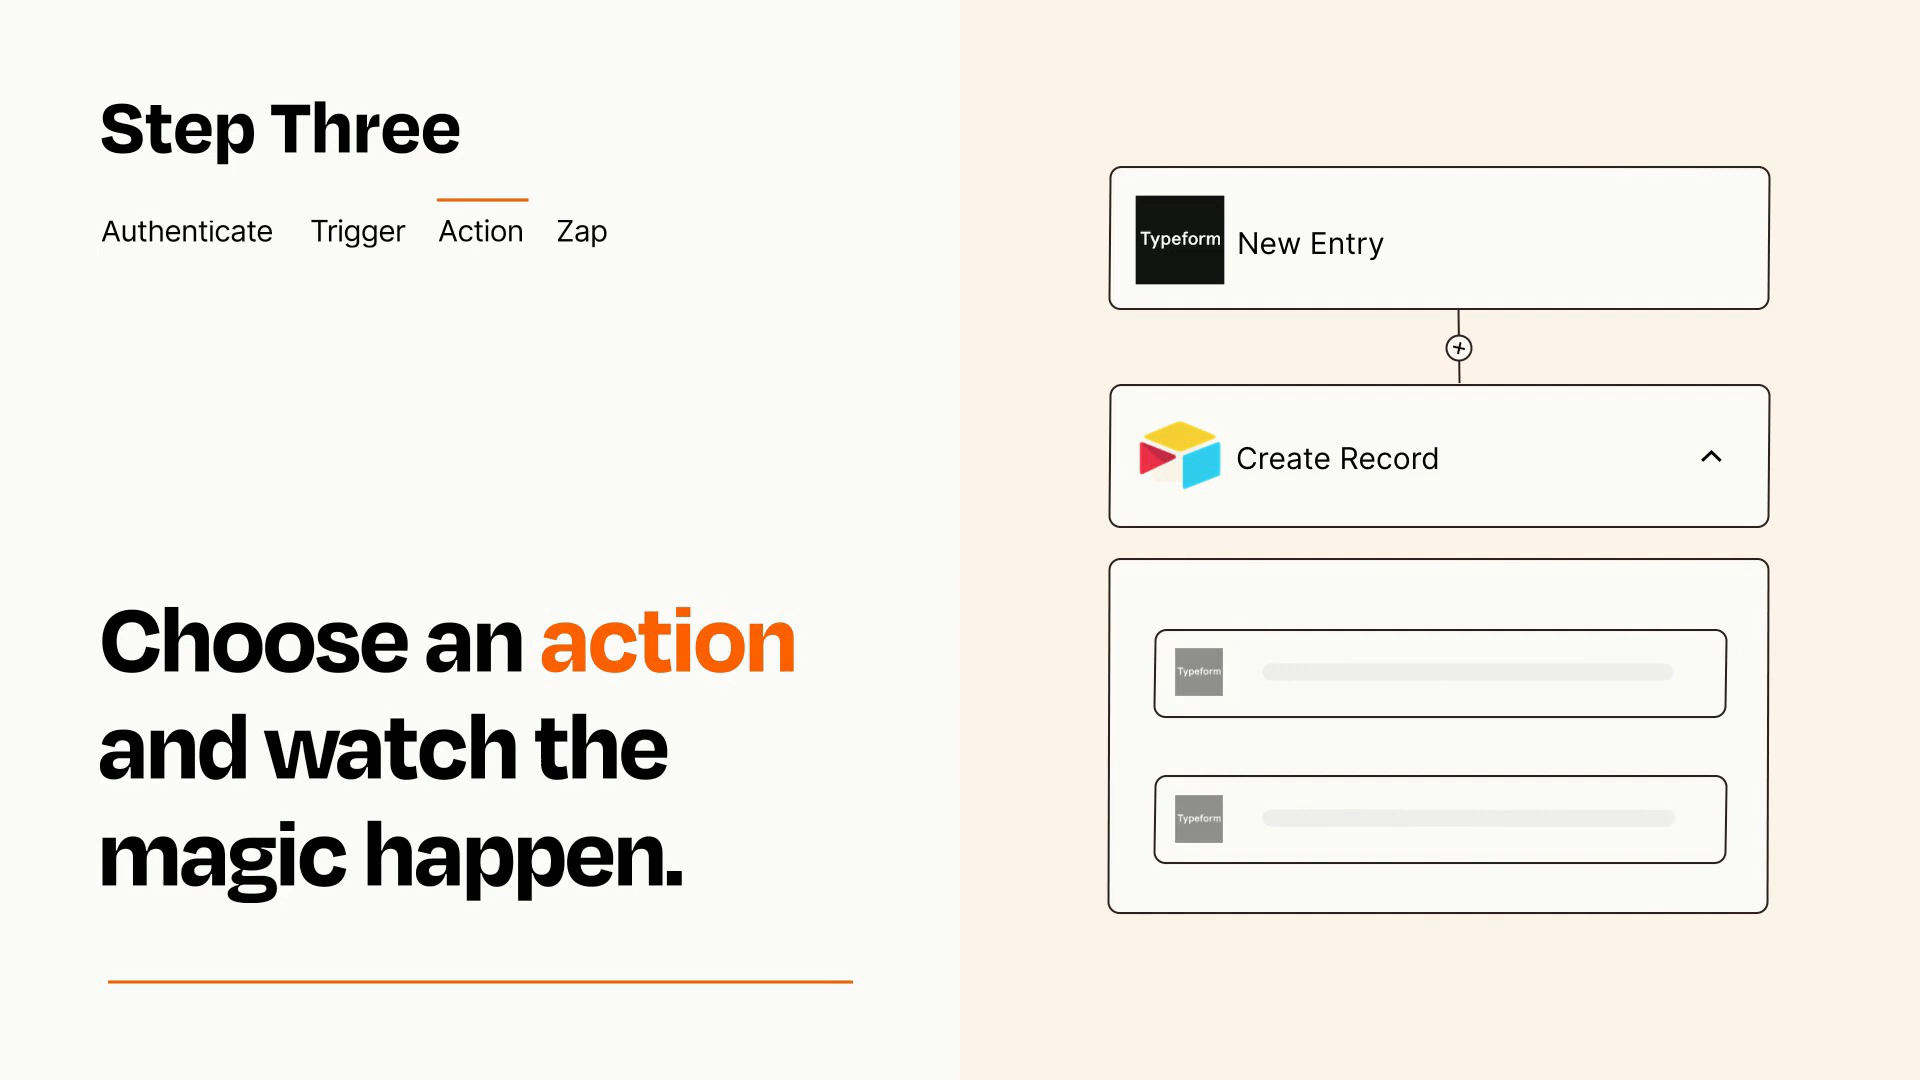 Step Three
Authenticate Trigger Action Zap
Choose an action
and watch the
magic happen.
Typeform New Entry
Create Record
Typeform
Typeform